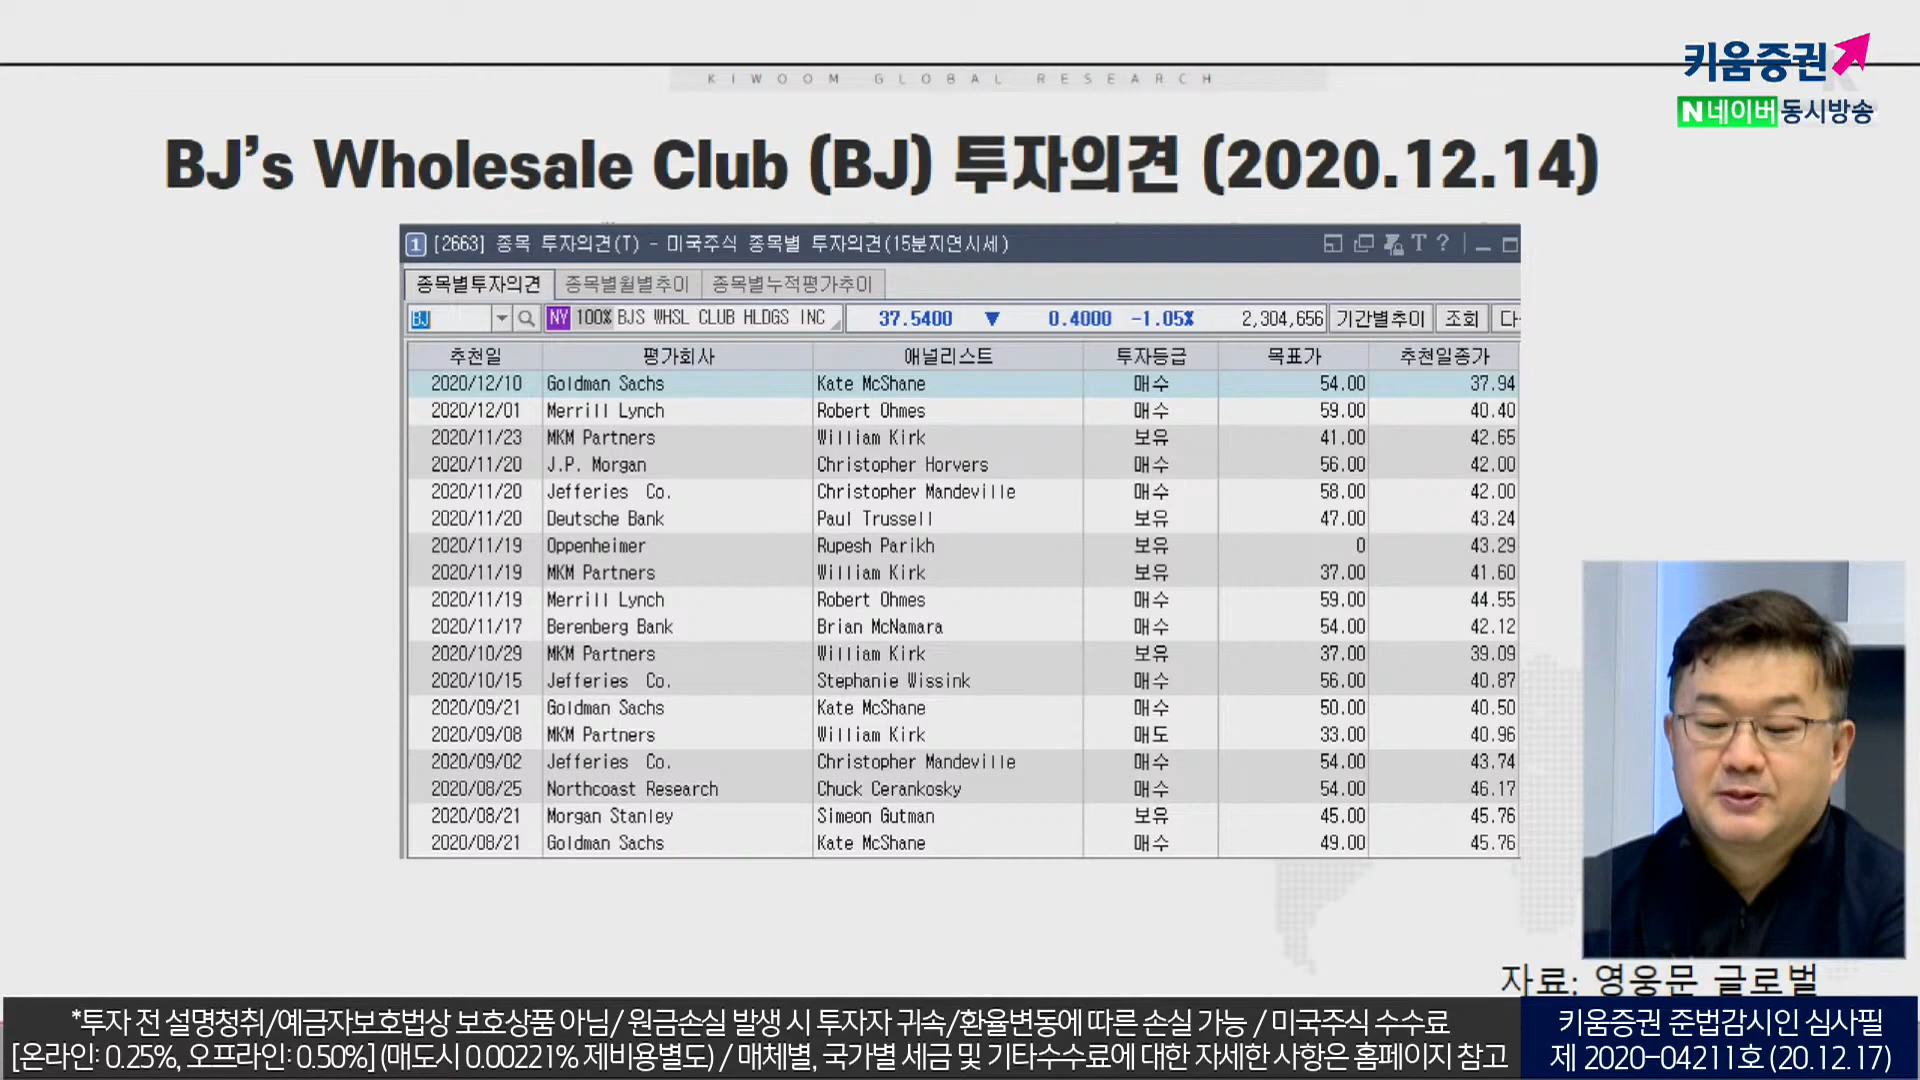 KIWOOM GLOBAL RESEARCH
키움증권
N네이버 동시방송
BJ's Wholesale Club (BJ) 투자의견 (2020.12.14)
1 [2663] 종목 투자의견(T) - 미국주식 종목별 투자의견(15분지연시세) T ?
종목별투자의견 종목별월별추이 종목별누적평가추이
BJ NY 100% BJS WHSL CLUB HLDGS INC 37.5400 ▼ 0.4000 -1.05% 2,304,656 기간별추이 조회 다
추천일 평가회사 애널리스트 투자등급 목표가 추천일종가
2020/12/10 Goldman Sachs Kate McShane 매수 54.00 37.94
2020/12/01 Merrill Lynch Robert Ohmes 매수 59.00 40.40
2020/11/23 MKM Partners William Kirk 보유 41.00 42.65
2020/11/20 J.P. Morgan Christopher Horvers 매수 56.00 42.00
2020/11/20 Jefferies Co. Christopher Mandeville 매수 58.00 42.00
2020/11/20 Deutsche Bank Paul Trussell 보유 47.00 43.24
2020/11/19 Oppenheimer Rupesh Parikh 보유 0 43.29
2020/11/19 MKM Partners William Kirk 보유 37.00 41.60
2020/11/19 Merrill Lynch Robert Ohmes 매수 59.00 44.55
2020/11/17 Berenberg Bank Brian McNamara 매수 54.00 42.12
2020/10/29 MKM Partners William Kirk 보유 37.00 39.09
2020/10/15 Jefferies Co. Stephanie Wissink 매수 56.00 40.87
2020/09/21 Goldman Sachs Kate McShane 매수 50.00 40.50
2020/09/08 MKM Partners William Kirk 매도 33.00 40.96
2020/09/02 Jefferies Co. Christopher Mandeville 매수 54.00 43.74
2020/08/25 Northcoast Research Chuck Cerankosky 매수 54.00 46.17
2020/08/21 Morgan Stanley Simeon Gutman 보유 45.00 45.76
2020/08/21 Goldman Sachs Kate McShane 매수 49.00 45.76
자료: 영웅문 글로벌
*투자 전 설명청취/예금자보호법상 보호상품 아님/ 원금손실 발생 시 투자자 귀속/환율변동에 따른 손실 가능 / 미국주식 수수료
[온라인: 0.25%, 오프라인: 0.50%] (매도시 0.00221% 제비용별도) / 매체별, 국가별 세금 및 기타수수료에 대한 자세한 사항은 홈페이지 참고
키움증권 준법감시인 심사필
제 2020-04211호 (20.12.17)